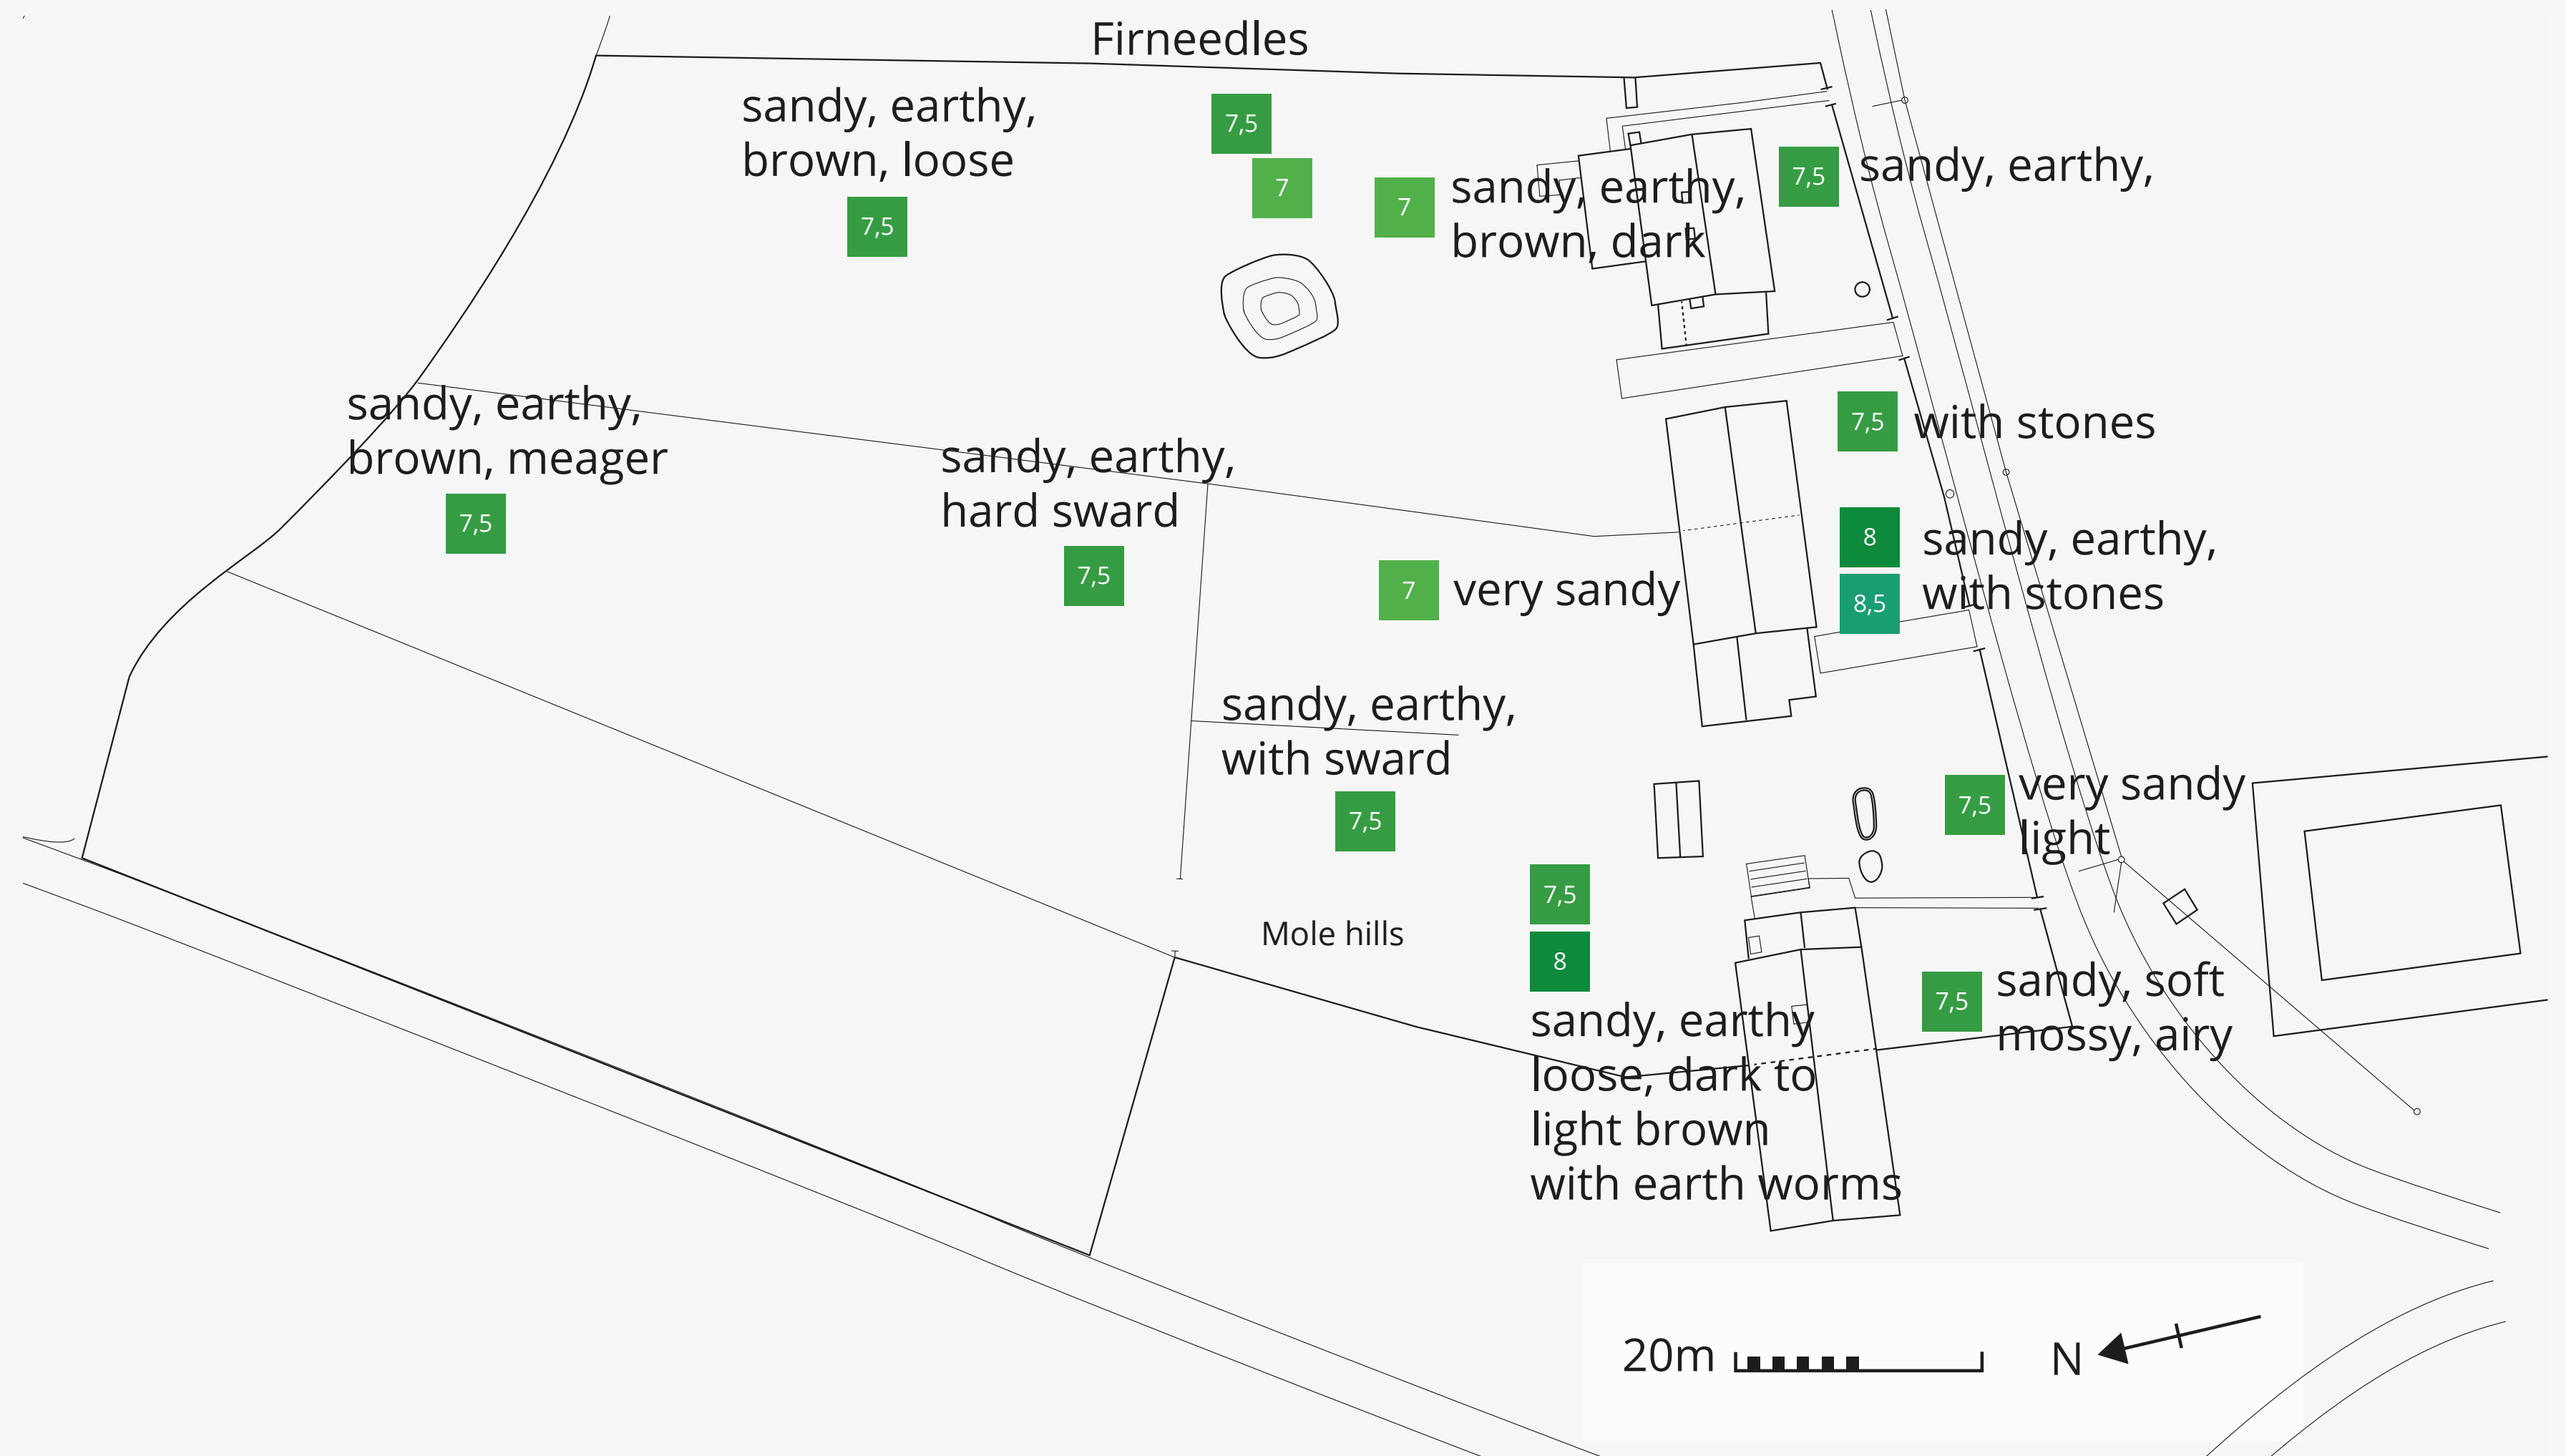 Firneedles
sandy, earthy,
brown, loose
7,5
7,5
7
7
sandy, earthy,
brown, dark
7,5
sandy, earthy,
sandy, earthy,
brown, meager
7,5
sandy, earthy,
hard sward
7,5
7,5
with stones
8
8,5
sandy, earthy,
with stones
7
very sandy
sandy, earthy,
with sward
7,5
7,5
very sandy
light
Mole hills
7,5
8
sandy, earthy
loose, dark to
light brown
with earth worms
7,5
sandy, soft
mossy, airy
20m
N